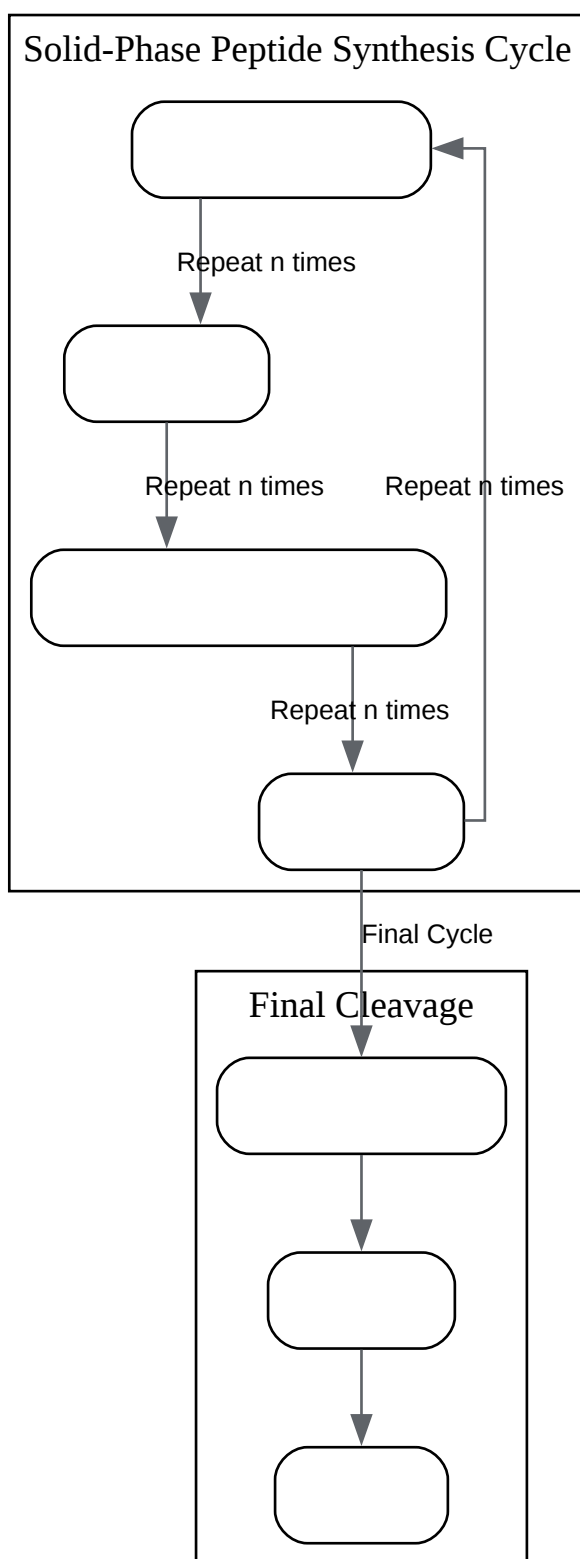 Solid-Phase Peptide Synthesis Cycle
Repeat n times
Repeat n times
Repeat n times
Repeat n times
Final Cycle
Final Cleavage